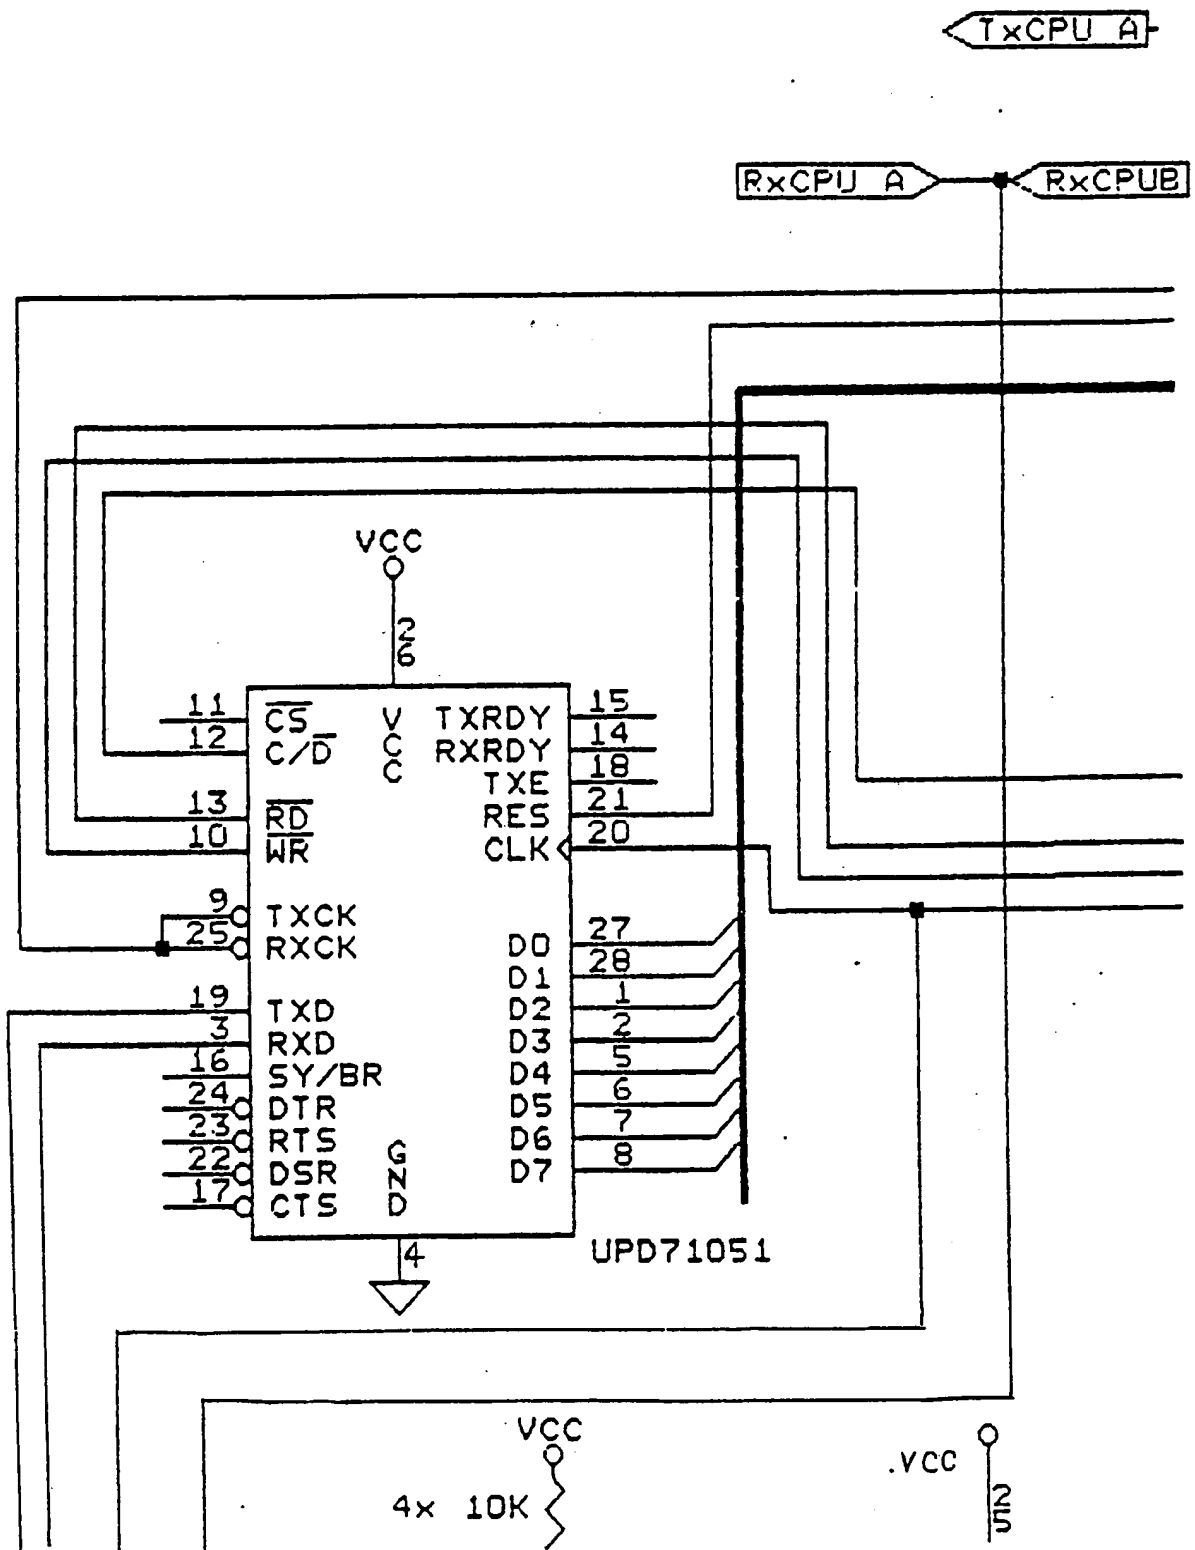 TxCPU A
RxCPU A
RxCPUB
VCC
26
11 CS VCC TXRDY 15
12 C/D RXRDY 14
TXE 18
13 RD RES 21
10 WR CLK 20
9 TXCK
25 RXCK D0 27
D1 28
19 TXD D2 1
3 RXD D3 2
16 SY/BR D4 5
24 DTR D5 6
23 RTS GND D6 7
22 DSR D7 8
17 CTS
4
UPD71051
VCC
.VCC
4x 10K
25